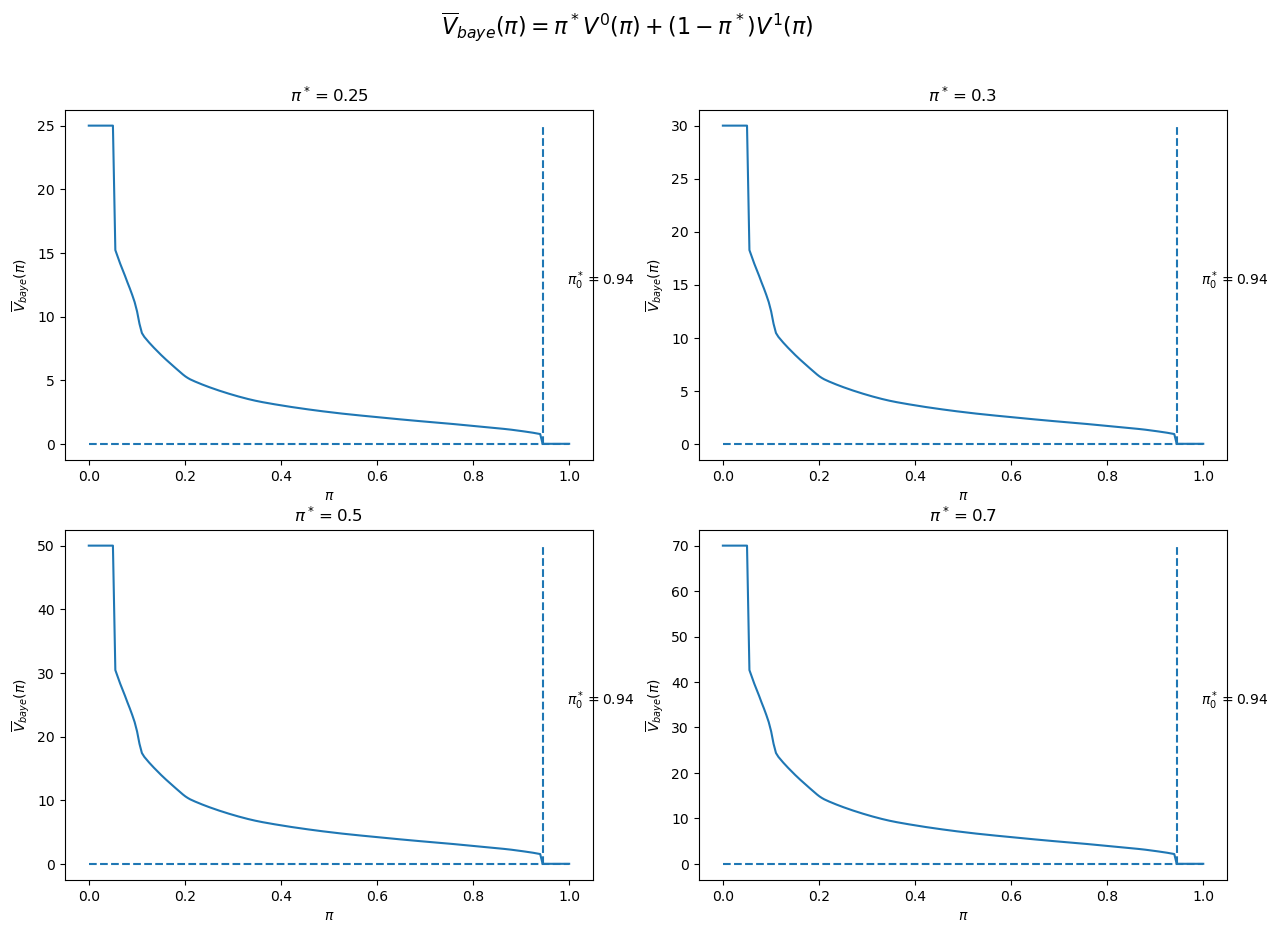 $\overline{V}_{baye}(\pi) = \pi^* V^0(\pi) + (1 - \pi^*)V^1(\pi)$
$\pi^* = 0.25$
25
20
15
10
5
0
$\overline{V}_{baye}(\pi)$
$\pi_0^* = 0.94$
0.0 0.2 0.4 0.6 0.8 1.0
$\pi$
$\pi^* = 0.3$
30
25
20
15
10
5
0
$\overline{V}_{baye}(\pi)$
$\pi_0^* = 0.94$
0.0 0.2 0.4 0.6 0.8 1.0
$\pi$
$\pi^* = 0.5$
50
40
30
20
10
0
$\overline{V}_{baye}(\pi)$
$\pi_0^* = 0.94$
0.0 0.2 0.4 0.6 0.8 1.0
$\pi$
$\pi^* = 0.7$
70
60
50
40
30
20
10
0
$\overline{V}_{baye}(\pi)$
$\pi_0^* = 0.94$
0.0 0.2 0.4 0.6 0.8 1.0
$\pi$